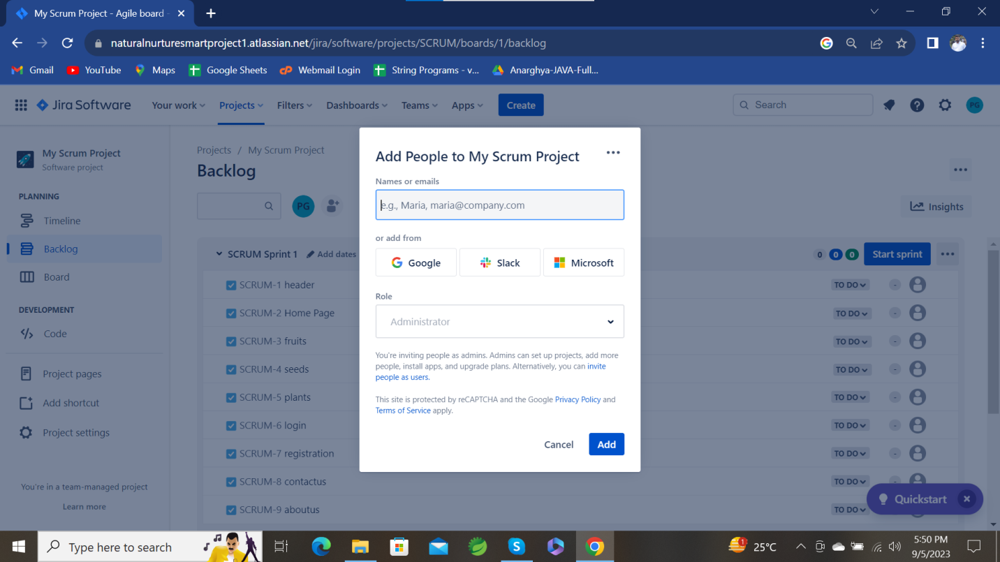 My Scrum Project - Agile board -
naturalnurturesmartproject1.atlassian.net/jira/software/projects/SCRUM/boards/1/backlog
Gmail YouTube Maps Google Sheets Webmail Login String Programs - v... Anarghya-JAVA-Full...
Jira Software Your work Projects Filters Dashboards Teams Apps Create Search PG
My Scrum Project
Software project
PLANNING
Timeline
Backlog
Board
DEVELOPMENT
Code
Project pages
Add shortcut
Project settings
You're in a team-managed project
Learn more
Projects / My Scrum Project
Backlog
PG
Insights
SCRUM Sprint 1 Add dates 0 0 0 Start sprint
SCRUM-1 header TO DO -
SCRUM-2 Home Page TO DO -
SCRUM-3 fruits TO DO -
SCRUM-4 seeds TO DO -
SCRUM-5 plants TO DO -
SCRUM-6 login TO DO -
SCRUM-7 registration TO DO -
SCRUM-8 contactus TO DO -
SCRUM-9 aboutus TO DO
Add People to My Scrum Project
Names or emails
e.g., Maria, maria@company.com
or add from
Google Slack Microsoft
Role
Administrator
You're inviting people as admins. Admins can set up projects, add more
people, install apps, and upgrade plans. Alternatively, you can invite
people as users.
This site is protected by reCAPTCHA and the Google Privacy Policy and
Terms of Service apply.
Cancel Add
Quickstart
Type here to search
1 25°C
5:50 PM
9/5/2023